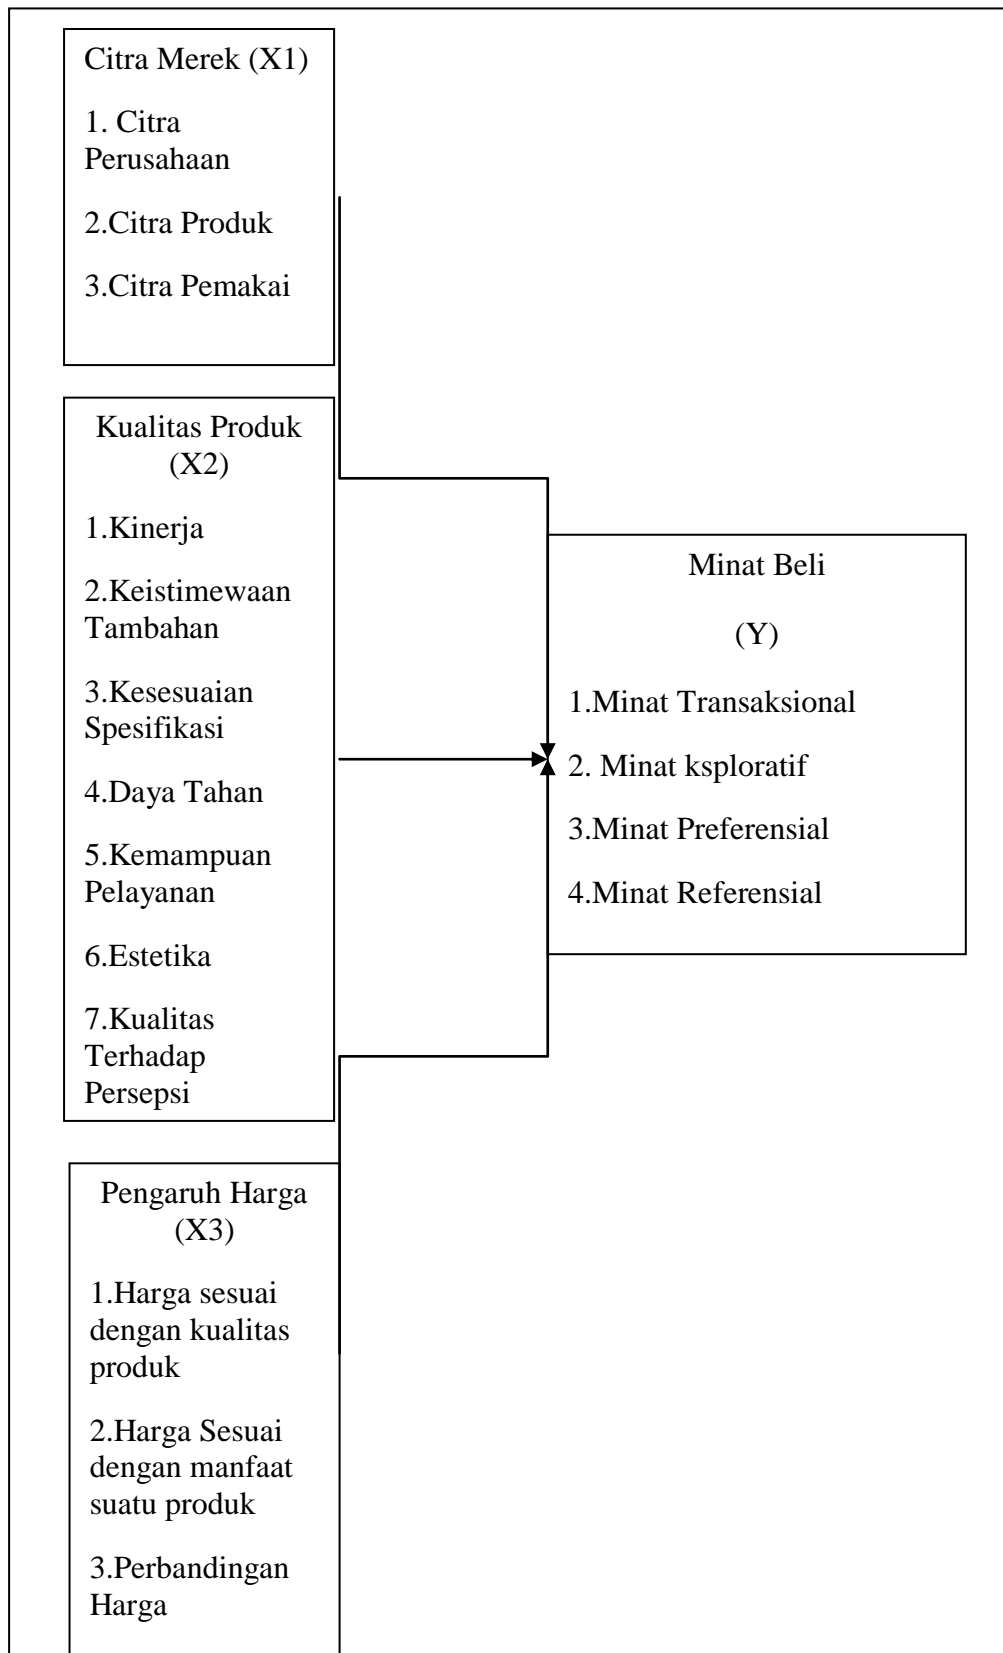 Citra Merek (X1)
1. Citra
Perusahaan
2.Citra Produk
3.Citra Pemakai
Kualitas Produk
(X2)
1.Kinerja
2.Keistimewaan
Tambahan
3.Kesesuaian
Spesifikasi
4.Daya Tahan
5.Kemampuan
Pelayanan
6.Estetika
7.Kualitas
Terhadap
Persepsi
Pengaruh Harga
(X3)
1.Harga sesuai
dengan kualitas
produk
2.Harga Sesuai
dengan manfaat
suatu produk
3.Perbandingan
Harga
Minat Beli
(Y)
1.Minat Transaksional
2. Minat ksploratif
3.Minat Preferensial
4.Minat Referensial